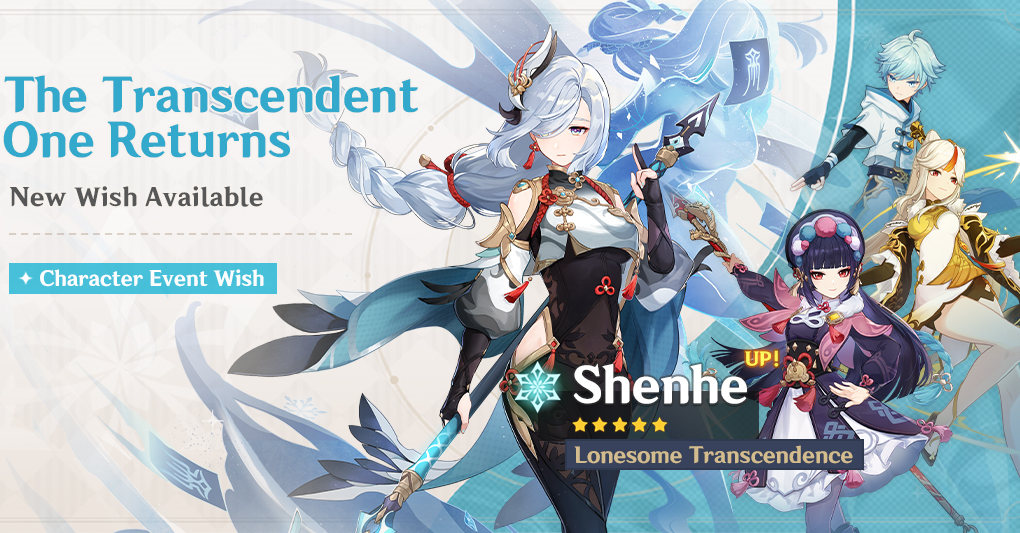 The Transcendent
One Returns
New Wish Available
Character Event Wish
UP!
Shenhe
Lonesome Transcendence